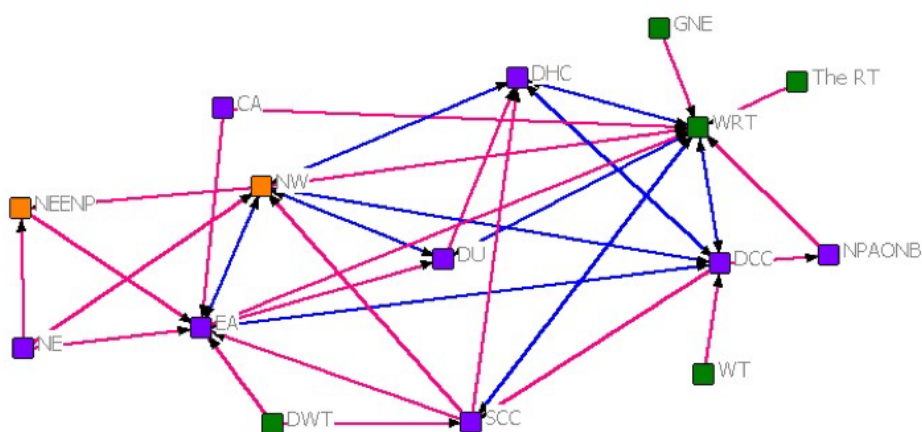 GNE
DHC
The RT
CA
WRT
NW
NEENP
DU
DCC
NPAONB
EA
NE
WT
DWT
SCC